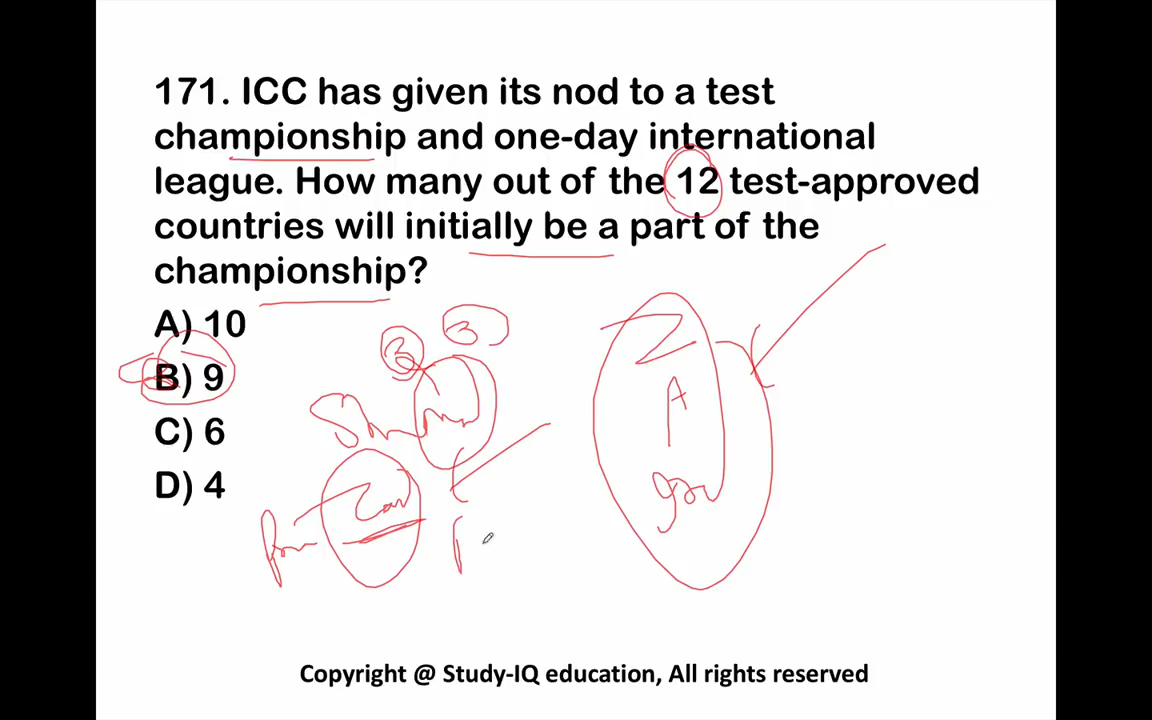 171. ICC has given its nod to a test
championship and one-day international
league. How many out of the 12 test-approved
countries will initially be a part of the
championship?
A) 10
3
3
B) 9
C) 6
D) 4
Copyright @ Study-IQ education, All rights reserved